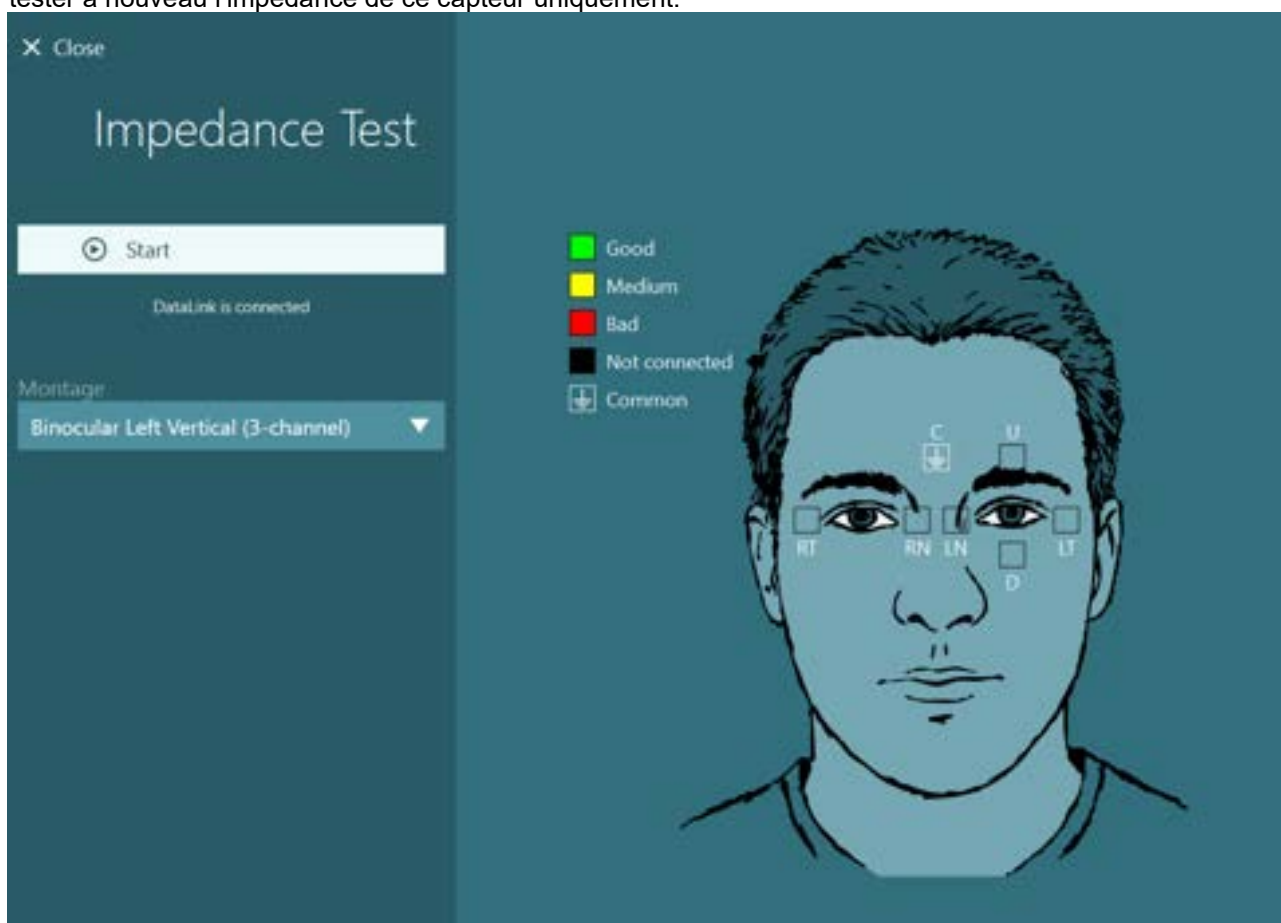 tester à nouveau l'impédance de ce capteur uniquement.
Close
Impedance Test
Start
DataLink is connected
Montage
Binocular Left Vertical (3-channel)
Good
Medium
Bad
Not connected
Common
C U
RT RN LN LT
D